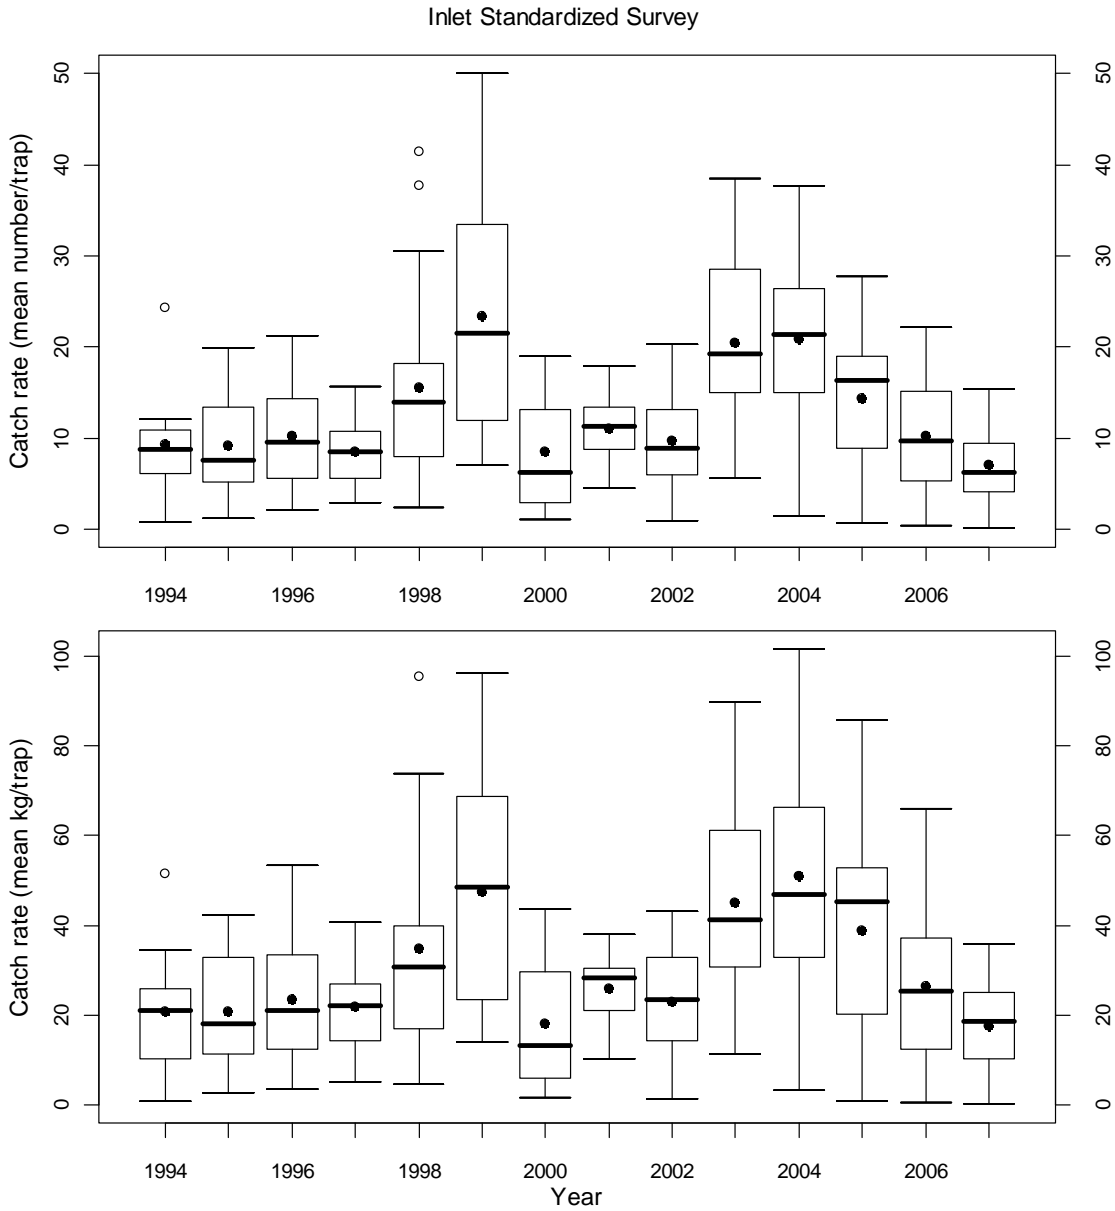 Inlet Standardized Survey
Catch rate (mean number/trap)
50 50
40 40
30 30
20 20
10 10
0 0
1994 1996 1998 2000 2002 2004 2006
Catch rate (mean kg/trap)
100 100
80 80
60 60
40 40
20 20
0 0
1994 1996 1998 2000 2002 2004 2006
Year